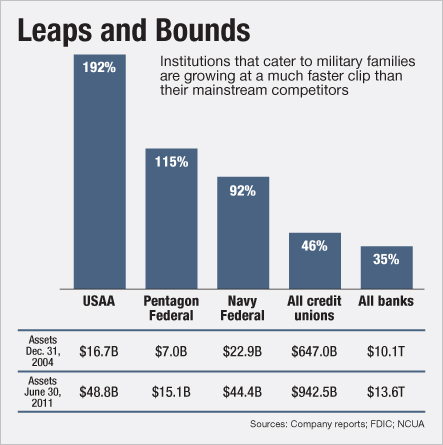 Leaps and Bounds
Institutions that cater to military families
are growing at a much faster clip than
their mainstream competitors
192%
115%
92%
46%
35%
USAA
Pentagon
Federal
Navy
Federal
All credit
unions
All banks
Assets
Dec. 31,
2004
$16.7B
$7.0B
$22.9B
$647.0B
$10.1T
Assets
June 30,
2011
$48.8B
$15.1B
$44.4B
$942.5B
$13.6T
Sources: Company reports; FDIC; NCUA